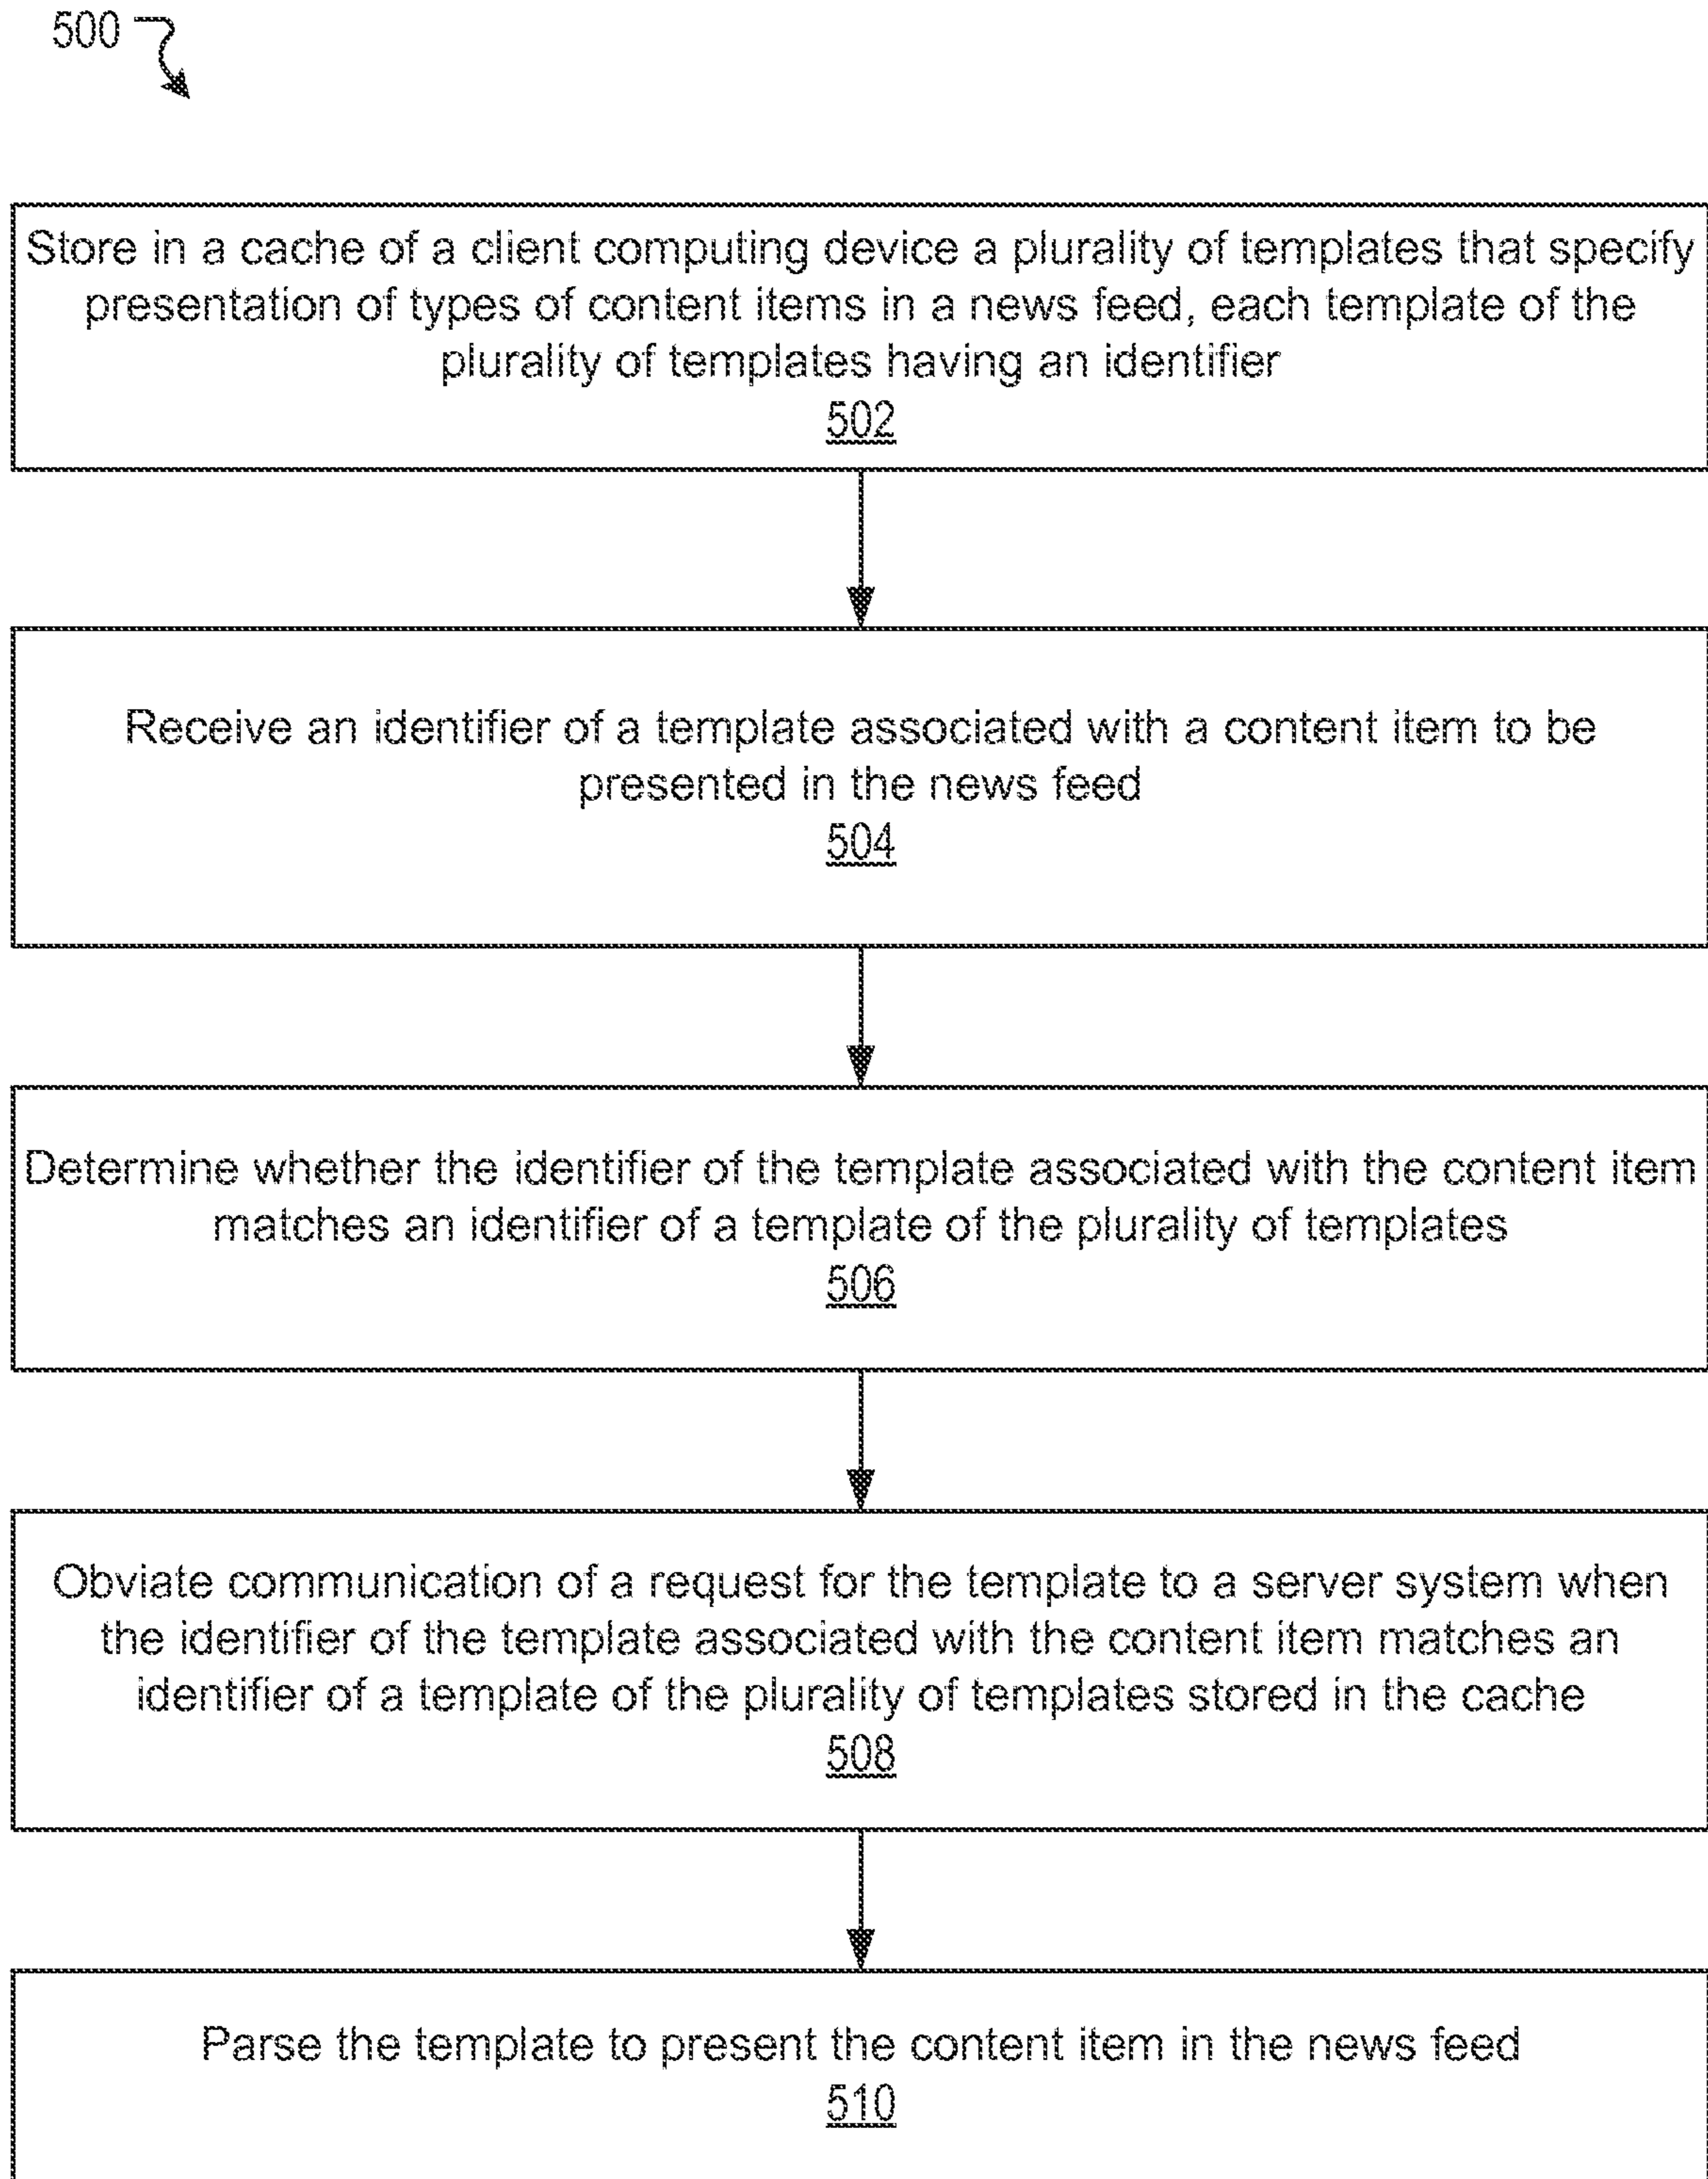 500
Store in a cache of a client computing device a plurality of templates that specify
presentation of types of content items in a news feed, each template of the
plurality of templates having an identifier
502
Receive an identifier of a template associated with a content item to be
presented in the news feed
504
Determine whether the identifier of the template associated with the content item
matches an identifier of a template of the plurality of templates
506
Obviate communication of a request for the template to a server system when
the identifier of the template associated with the content item matches an
identifier of a template of the plurality of templates stored in the cache
508
Parse the template to present the content item in the news feed
510